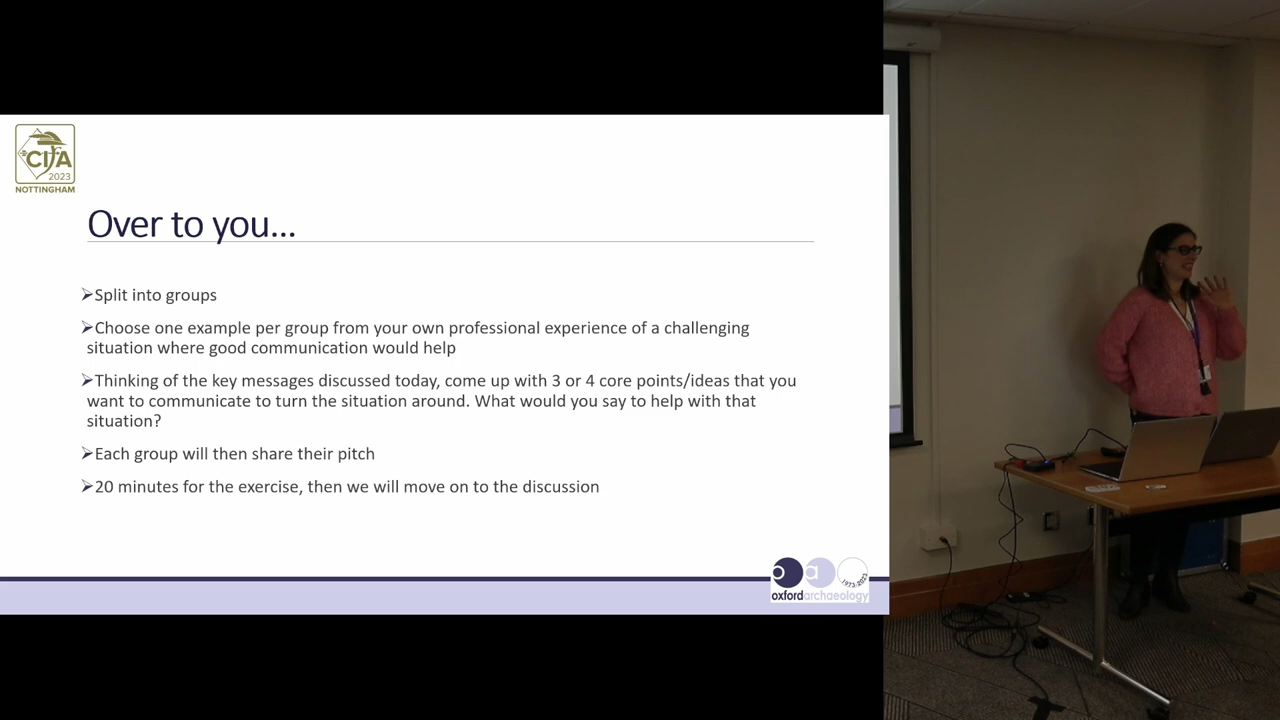 CIfA
2023
NOTTINGHAM
Over to you...
➢Split into groups
➢Choose one example per group from your own professional experience of a challenging
situation where good communication would help
➢Thinking of the key messages discussed today, come up with 3 or 4 core points/ideas that you
want to communicate to turn the situation around. What would you say to help with that
situation?
➢Each group will then share their pitch
➢20 minutes for the exercise, then we will move on to the discussion
o a
1973-2023
oxfordarchaeology